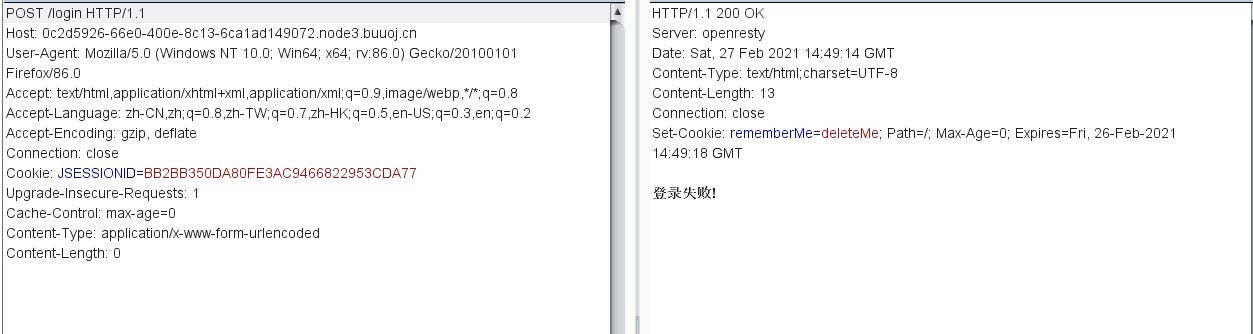 POST /login HTTP/1.1
Host: 0c2d5926-66e0-400e-8c13-6ca1ad149072.node3.buuoj.cn
User-Agent: Mozilla/5.0 (Windows NT 10.0; Win64; x64; rv:86.0) Gecko/20100101
Firefox/86.0
Accept: text/html,application/xhtml+xml,application/xml;q=0.9,image/webp,*/*;q=0.8
Accept-Language: zh-CN,zh;q=0.8,zh-TW;q=0.7,zh-HK;q=0.5,en-US;q=0.3,en;q=0.2
Accept-Encoding: gzip, deflate
Connection: close
Cookie: JSESSIONID=BB2BB350DA80FE3AC9466822953CDA77
Upgrade-Insecure-Requests: 1
Cache-Control: max-age=0
Content-Type: application/x-www-form-urlencoded
Content-Length: 0
HTTP/1.1 200 OK
Server: openresty
Date: Sat, 27 Feb 2021 14:49:14 GMT
Content-Type: text/html;charset=UTF-8
Content-Length: 13
Connection: close
Set-Cookie: rememberMe=deleteMe; Path=/; Max-Age=0; Expires=Fri, 26-Feb-2021
14:49:18 GMT
登录失败!